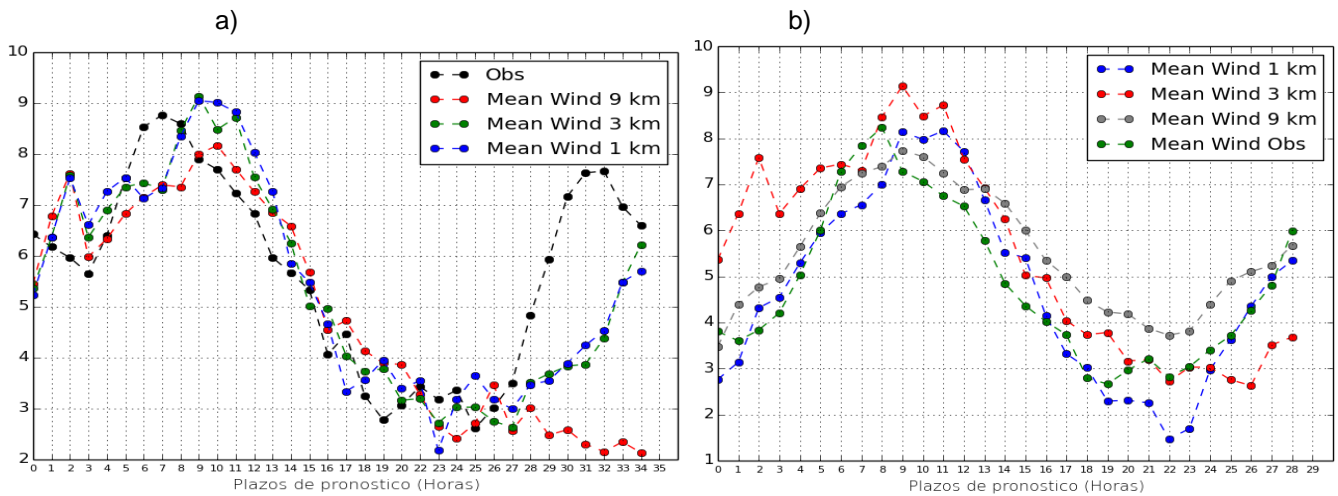 a)
10
9
8
7
6
5
4
3
2
Obs
Mean Wind 9 km
Mean Wind 3 km
Mean Wind 1 km
0 1 2 3 4 5 6 7 8 9 10 11 12 13 14 15 16 17 18 19 20 21 22 23 24 25 26 27 28 29 30 31 32 33 34 35
Plazos de pronostico (Horas)
b)
10
9
8
7
6
5
4
3
2
1
Mean Wind 1 km
Mean Wind 3 km
Mean Wind 9 km
Mean Wind Obs
0 1 2 3 4 5 6 7 8 9 10 11 12 13 14 15 16 17 18 19 20 21 22 23 24 25 26 27 28 29
Plazos de pronostico (Horas)